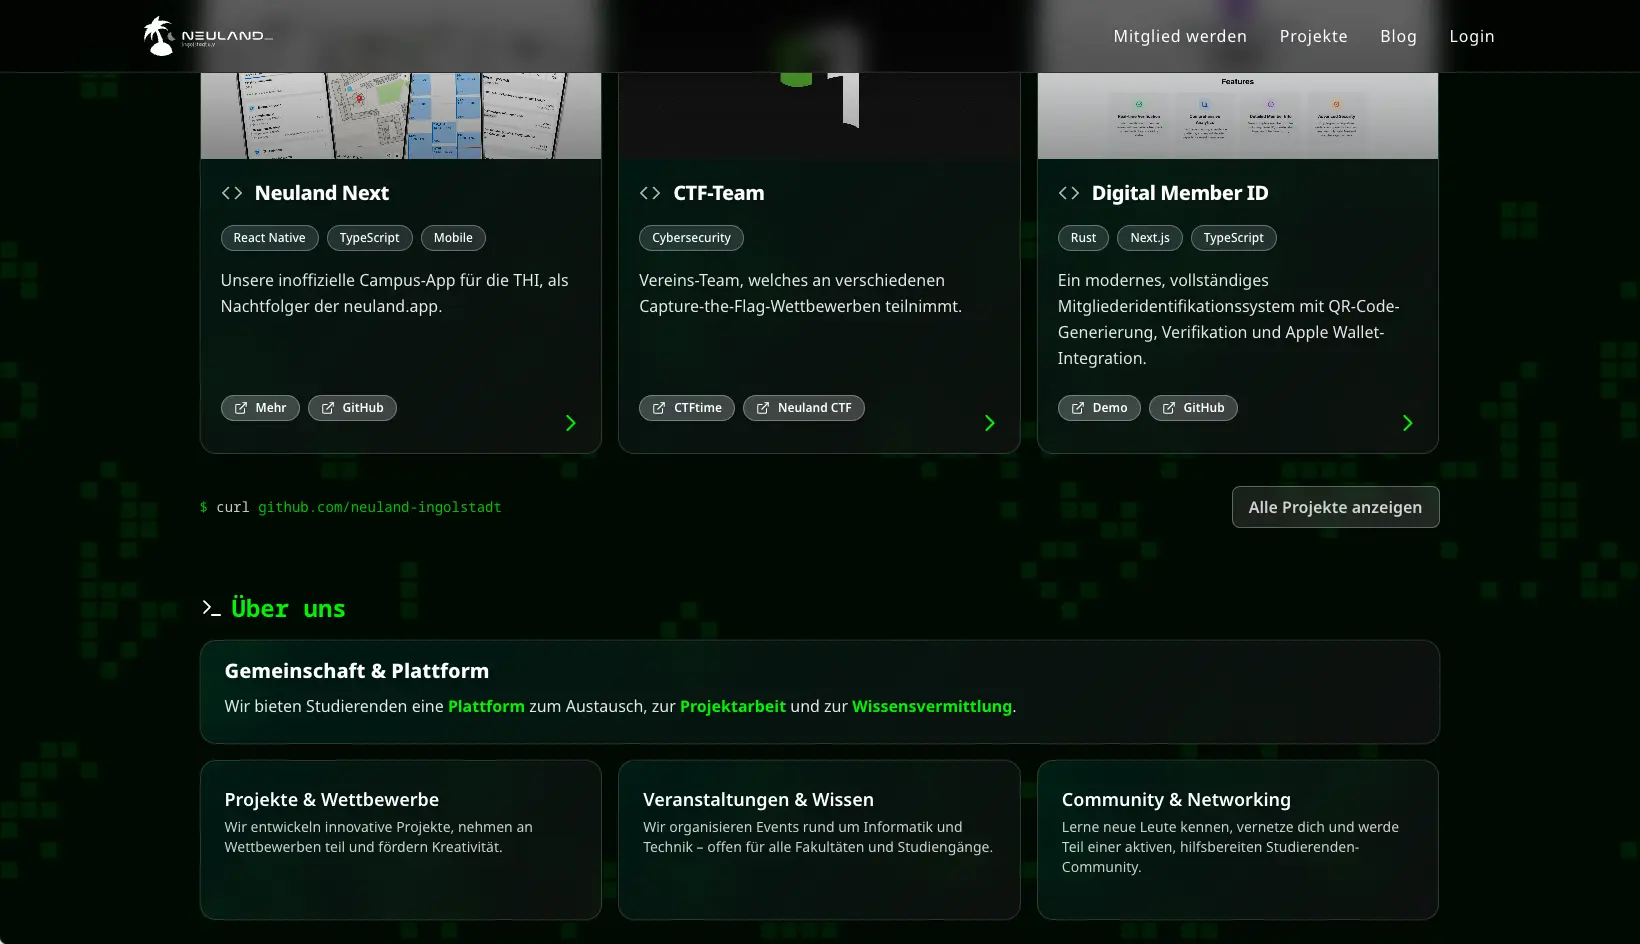 NEULAND_
Mitglied werden
Projekte
Blog
Login
Features
Neuland Next
React Native
TypeScript
Mobile
Unsere inoffizielle Campus-App für die THI, als
Nachtfolger der neuland.app.
Mehr
GitHub
CTF-Team
Cybersecurity
Vereins-Team, welches an verschiedenen
Capture-the-Flag-Wettbewerben teilnimmt.
CTFtime
Neuland CTF
Digital Member ID
Rust
Next.js
TypeScript
Ein modernes, vollständiges
Mitgliederidentifikationssystem mit QR-Code-
Generierung, Verifikation und Apple Wallet-
Integration.
Demo
GitHub
$ curl github.com/neuland-ingolstadt
Alle Projekte anzeigen
>_ Über uns
Gemeinschaft & Plattform
Wir bieten Studierenden eine Plattform zum Austausch, zur Projektarbeit und zur Wissensvermittlung.
Projekte & Wettbewerbe
Wir entwickeln innovative Projekte, nehmen an
Wettbewerben teil und fördern Kreativität.
Veranstaltungen & Wissen
Wir organisieren Events rund um Informatik und
Technik – offen für alle Fakultäten und Studiengänge.
Community & Networking
Lerne neue Leute kennen, vernetze dich und werde
Teil einer aktiven, hilfsbereiten Studierenden-
Community.